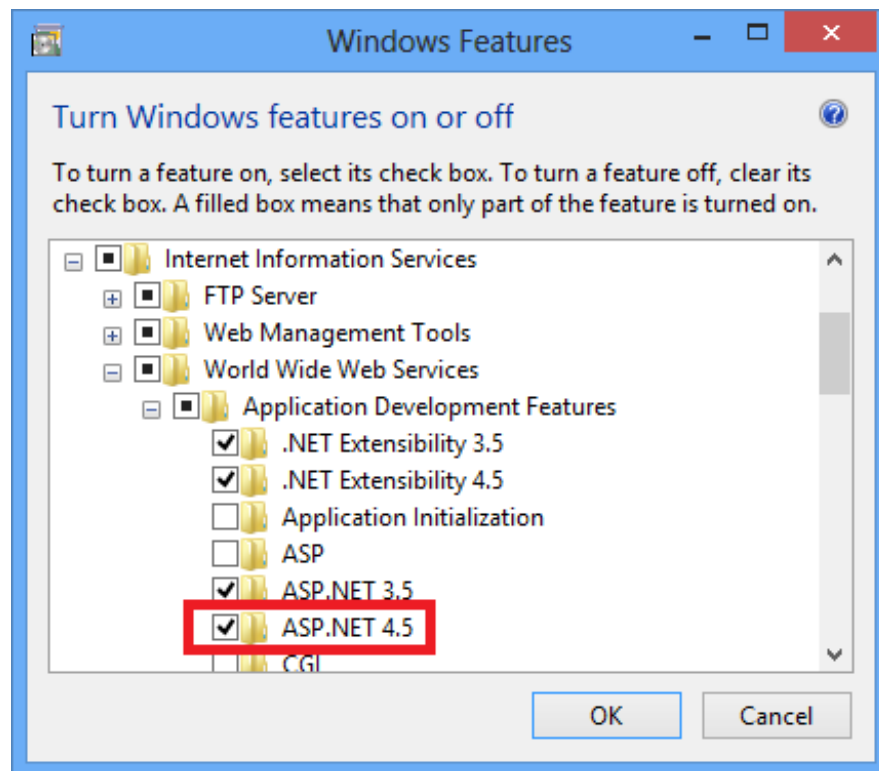 Windows Features
Turn Windows features on or off
To turn a feature on, select its check box. To turn a feature off, clear its
check box. A filled box means that only part of the feature is turned on.
Internet Information Services
FTP Server
Web Management Tools
World Wide Web Services
Application Development Features
.NET Extensibility 3.5
.NET Extensibility 4.5
Application Initialization
ASP
ASP.NET 3.5
ASP.NET 4.5
CGI
OK
Cancel